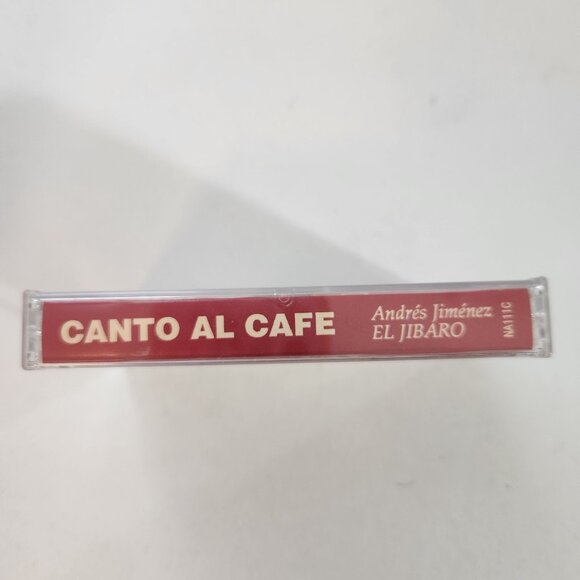 CANTO AL CAFE
Andrés Jiménez
EL JIBARO
NA111C